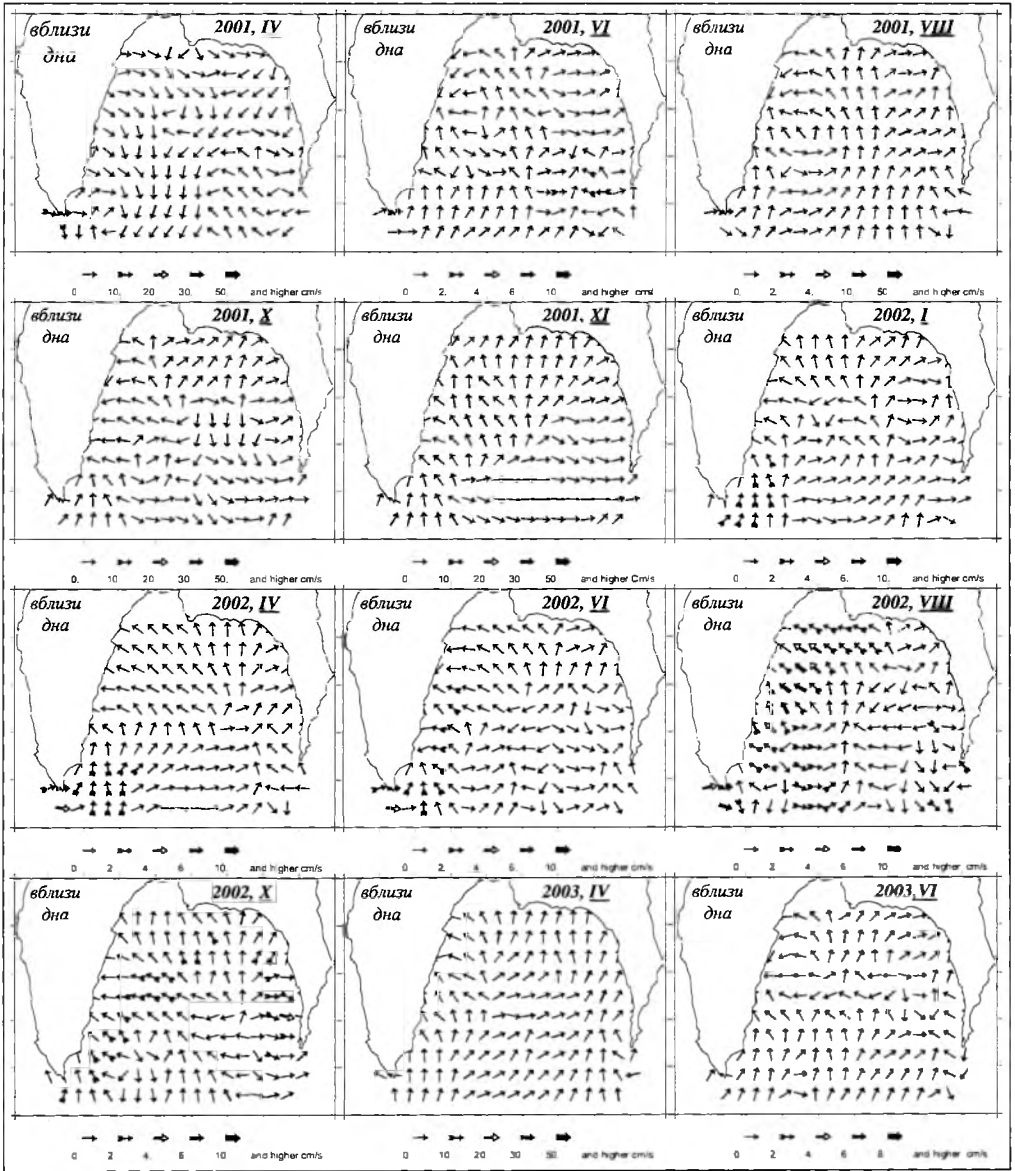 вблизи 2001, IV
дна
вблизи 2001, VI
дна
вблизи 2001, VIII
дна
0 10. 20 30. 50. and higher cm/s
0 2. 4 6 10. and higher cm/s
0. 2. 4. 10. 50 and higher cm/s
вблизи 2001, X
дна
вблизи 2001, XI
дна
вблизи 2002, I
дна
0. 10 20 30 50. and higher cm/s
0 10. 20 30 50 and higher Cm/s
0 2 4 6. 10. and higher cm/s
вблизи 2002, IV
дна
вблизи 2002, VI
дна
вблизи 2002, VIII
дна
0 2 4. 6 10. and higher cm/s
0 10 20 30 50 and higher cm/s
0 2 4. 6 10 and higher cm/s
вблизи 2002, X
дна
вблизи 2003, IV
дна
вблизи 2003, VI
дна
0 2 4. 6 10 and higher cm/s
0 2 4. 6 10 and higher cm/s
0 2 4. 6 8. and higher cm/s